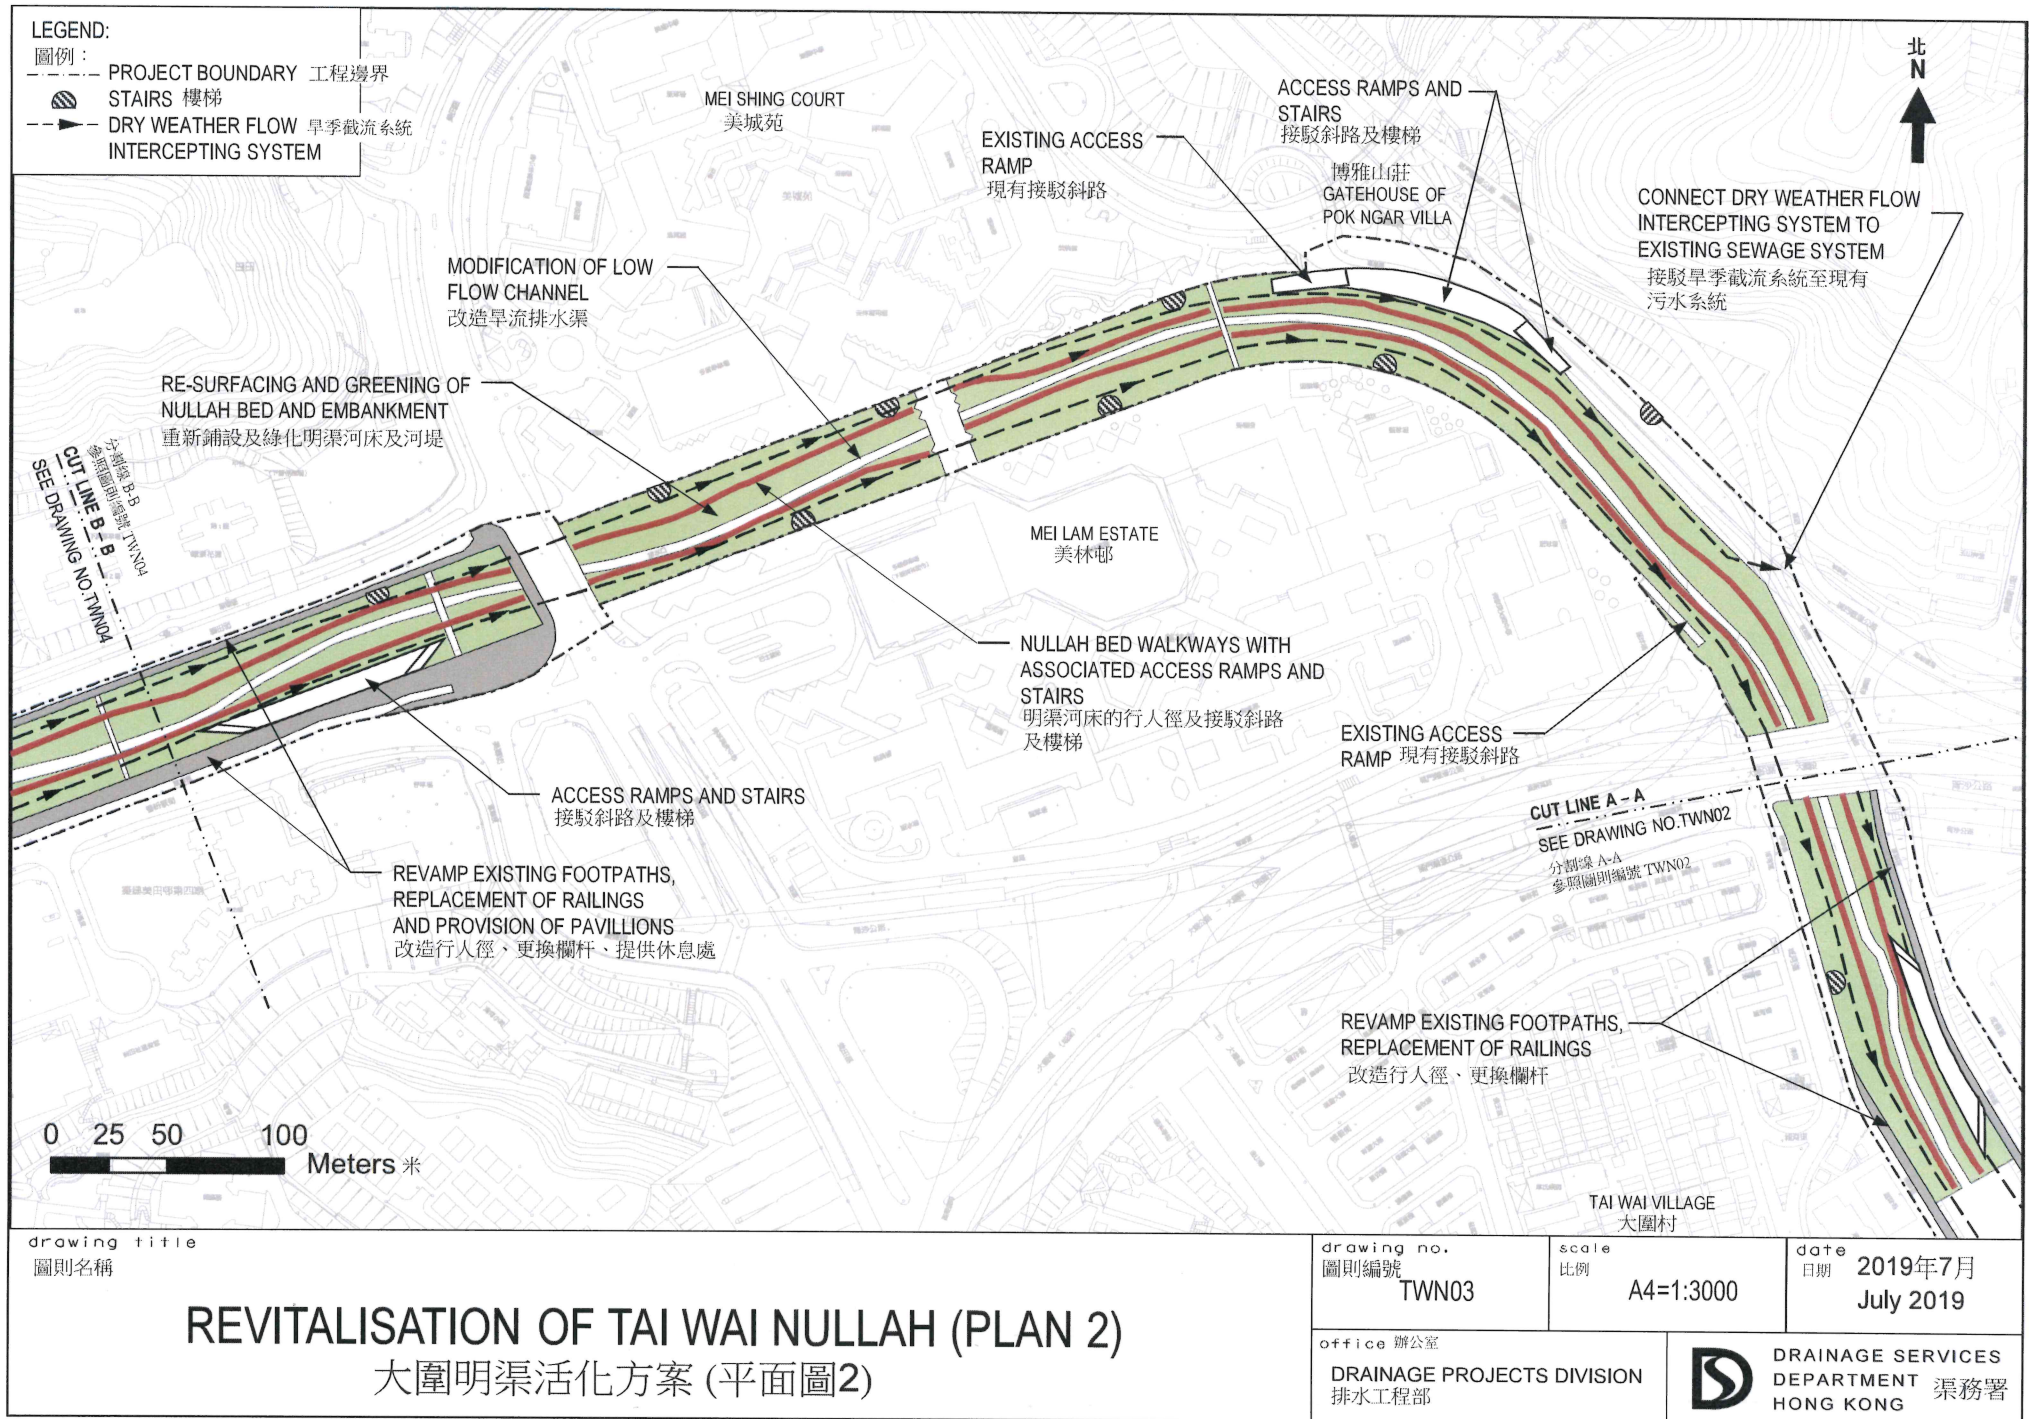 LEGEND:
圖例：
PROJECT BOUNDARY 工程邊界
STAIRS 樓梯
DRY WEATHER FLOW 旱季截流系統
INTERCEPTING SYSTEM
MEI SHING COURT
美城苑
ACCESS RAMPS AND
STAIRS
接駁斜路及樓梯
EXISTING ACCESS
RAMP
現有接駁斜路
博雅山莊
GATEHOUSE OF
POK NGAR VILLA
北
N
CONNECT DRY WEATHER FLOW
INTERCEPTING SYSTEM TO
EXISTING SEWAGE SYSTEM
接駁旱季截流系統至現有
污水系統
MODIFICATION OF LOW
FLOW CHANNEL
改造旱流排水渠
RE-SURFACING AND GREENING OF
NULLAH BED AND EMBANKMENT
重新鋪設及綠化明渠河床及河堤
分割線 B-B
參照圖則編號 TWN04
CUT LINE B - B
SEE DRAWING NO.TWN04
MEI LAM ESTATE
美林邨
NULLAH BED WALKWAYS WITH
ASSOCIATED ACCESS RAMPS AND
STAIRS
明渠河床的行人徑及接駁斜路
及樓梯
EXISTING ACCESS
RAMP 現有接駁斜路
ACCESS RAMPS AND STAIRS
接駁斜路及樓梯
CUT LINE A - A
SEE DRAWING NO.TWN02
分割線 A-A
參照圖則編號 TWN02
REVAMP EXISTING FOOTPATHS,
REPLACEMENT OF RAILINGS
AND PROVISION OF PAVILLIONS
改造行人徑、更換欄杆、提供休息處
REVAMP EXISTING FOOTPATHS,
REPLACEMENT OF RAILINGS
改造行人徑、更換欄杆
0 25 50 100
Meters 米
TAI WAI VILLAGE
大圍村
drawing title
圖則名稱
REVITALISATION OF TAI WAI NULLAH (PLAN 2)
大圍明渠活化方案 (平面圖2)
drawing no.
圖則編號
TWN03
scale
比例
A4=1:3000
date
日期
2019年7月
July 2019
office 辦公室
DRAINAGE PROJECTS DIVISION
排水工程部
DRAINAGE SERVICES
DEPARTMENT 渠務署
HONG KONG